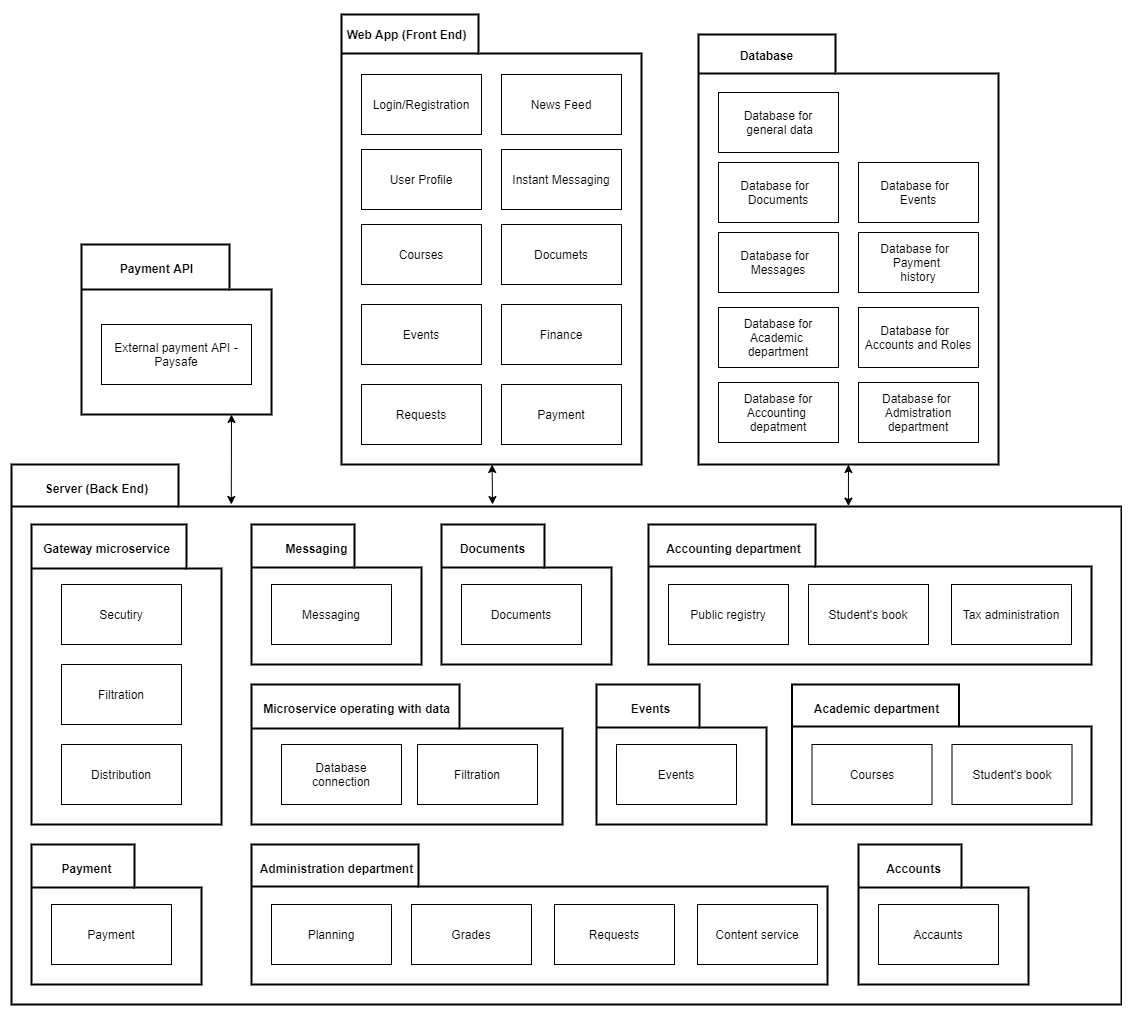 Web App (Front End)
Login/Registration
News Feed
User Profile
Instant Messaging
Courses
Documets
Events
Finance
Requests
Payment
Database
Database for
general data
Database for
Documents
Database for
Events
Database for
Messages
Database for
Payment
history
Database for
Academic
department
Database for
Accounts and Roles
Database for
Accounting
depatment
Database for
Admistration
department
Payment API
External payment API -
Paysafe
Server (Back End)
Gateway microservice
Secutiry
Filtration
Distribution
Messaging
Messaging
Documents
Documents
Accounting department
Public registry
Student's book
Tax administration
Microservice operating with data
Database
connection
Filtration
Events
Events
Academic department
Courses
Student's book
Payment
Payment
Administration department
Planning
Grades
Requests
Content service
Accounts
Accaunts